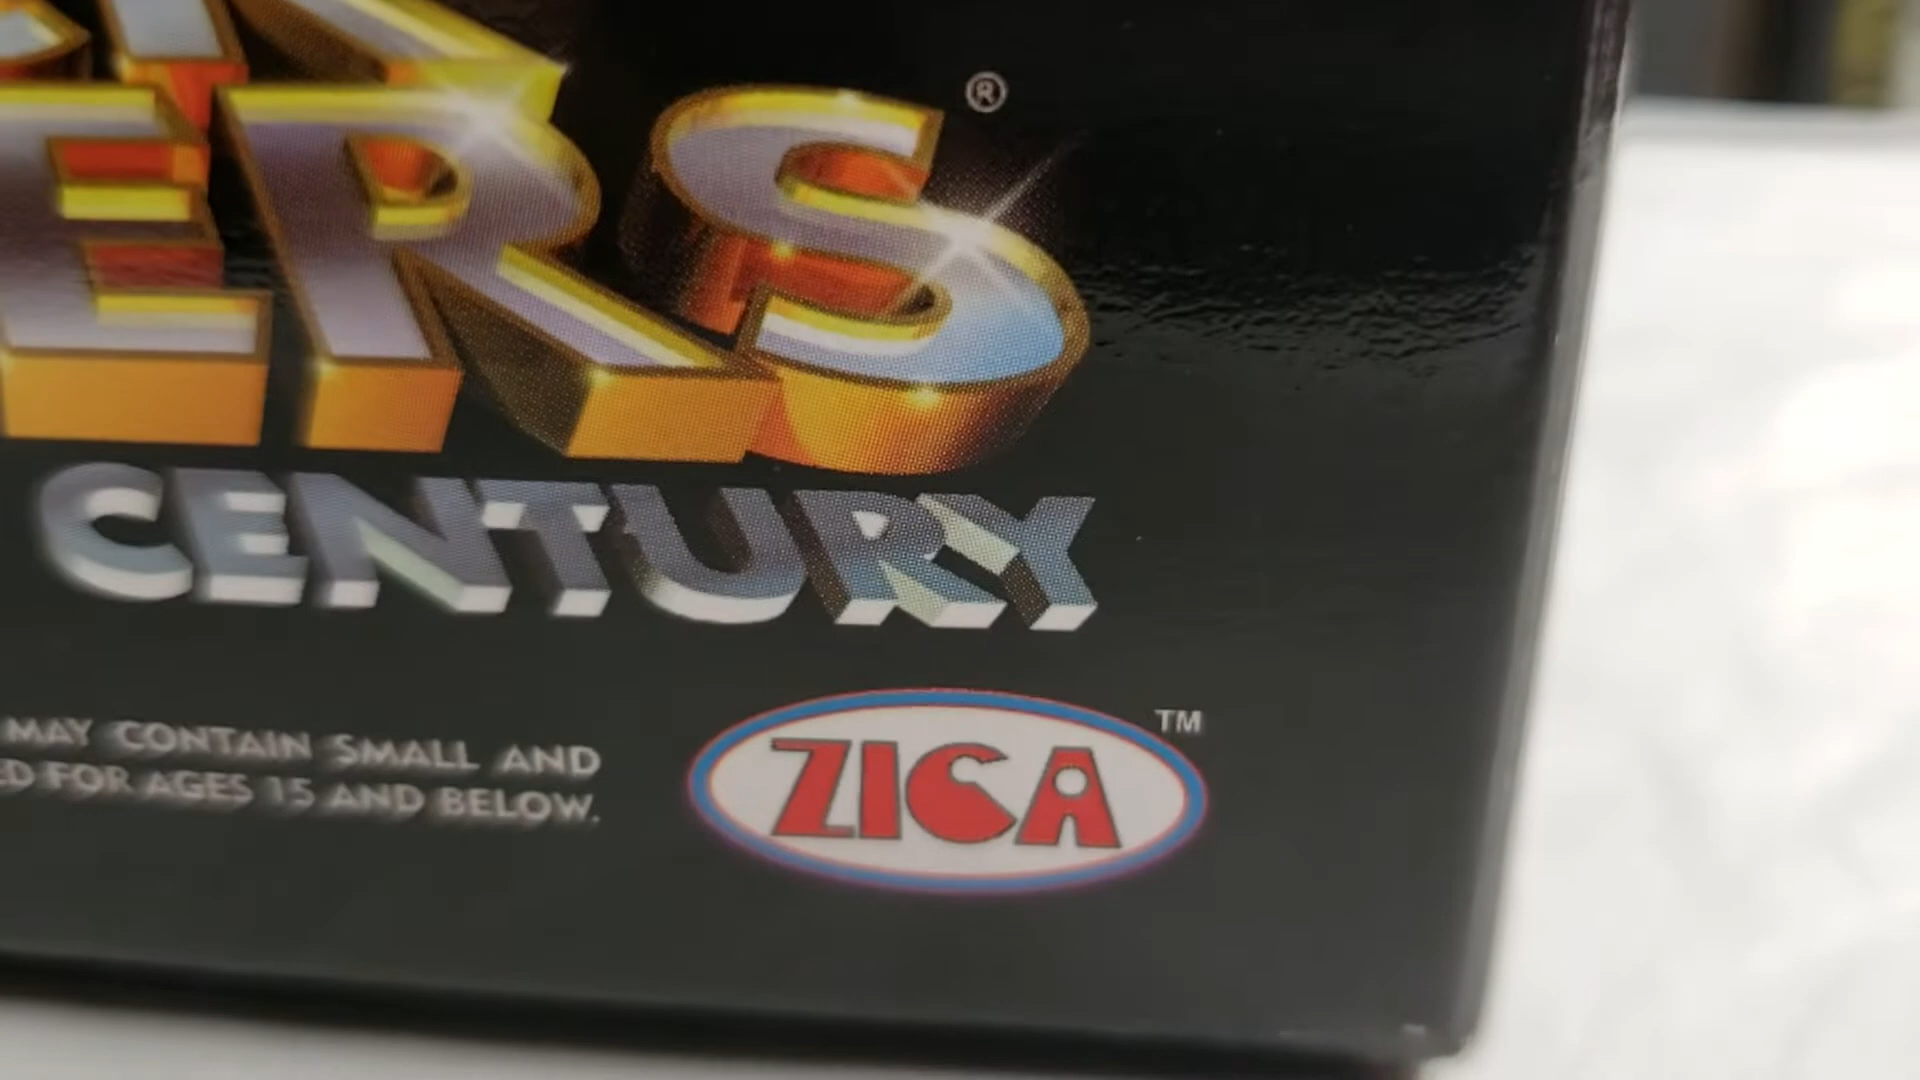 ERS®
CENTURY
MAY CONTAIN SMALL AND
FOR AGES 15 AND BELOW.
ZICA™